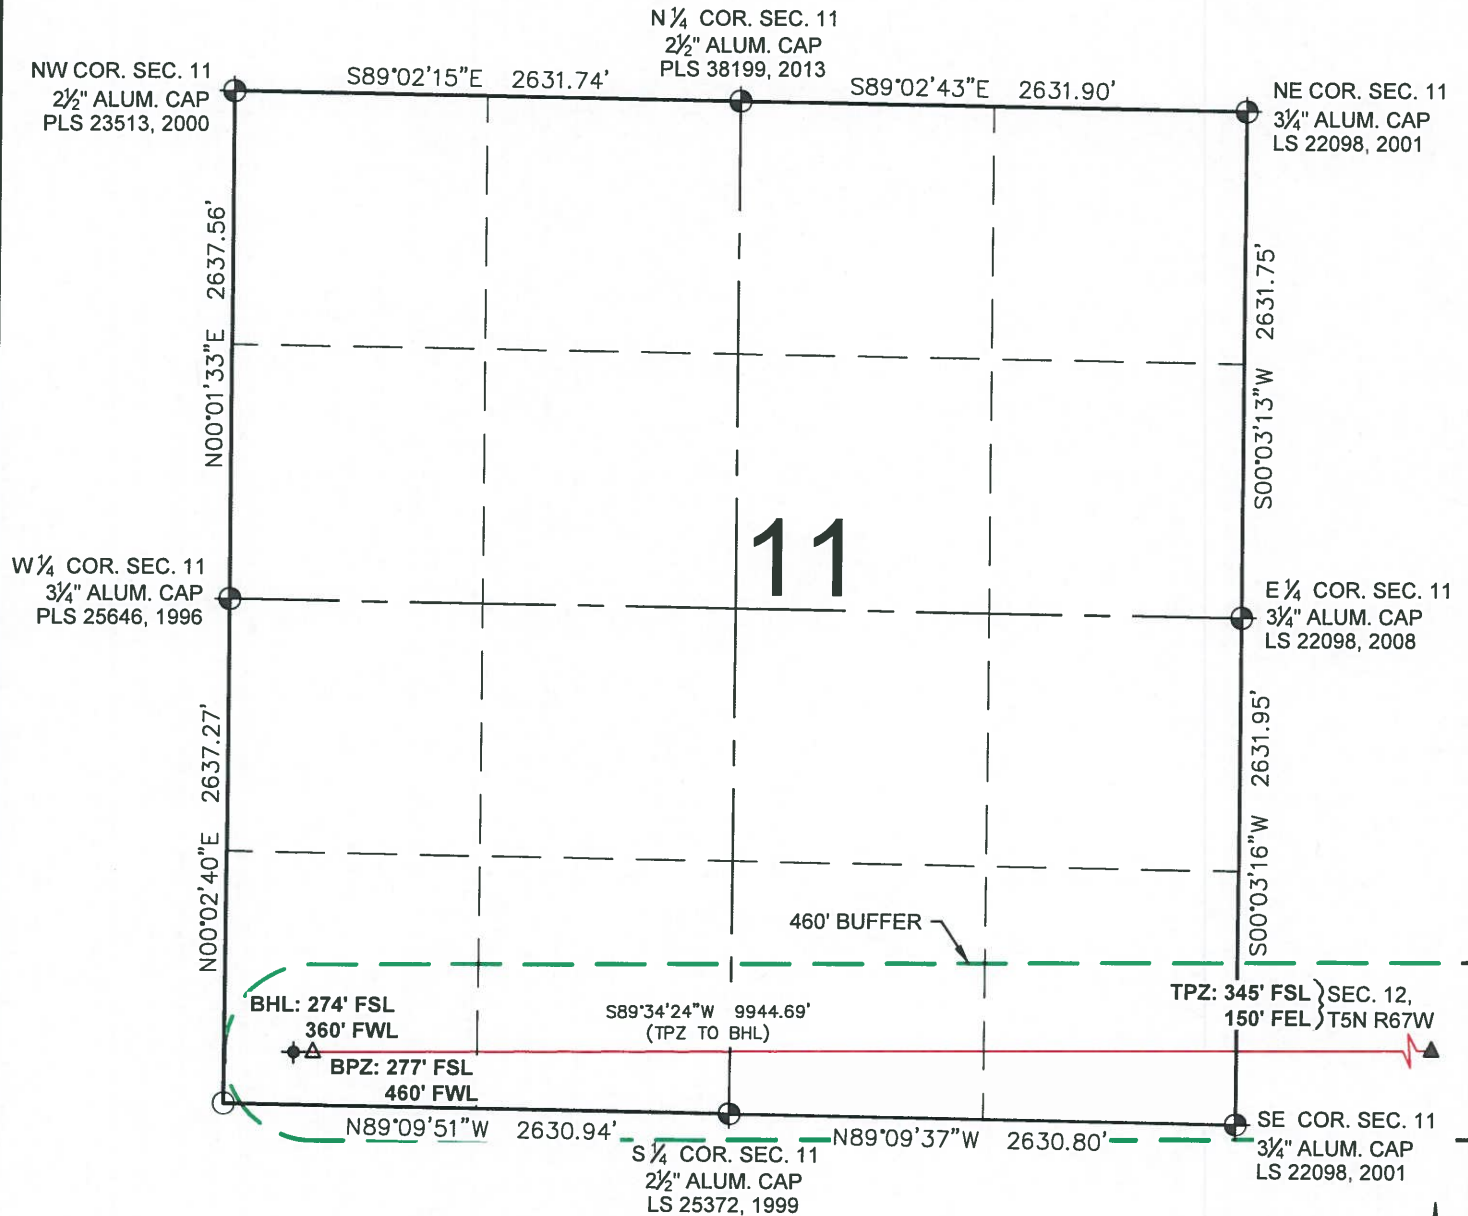 N ¼ COR. SEC. 11
2½" ALUM. CAP
PLS 38199, 2013
NW COR. SEC. 11
2½" ALUM. CAP
PLS 23513, 2000
S89°02'15"E 2631.74'
S89°02'43"E 2631.90'
NE COR. SEC. 11
3¼" ALUM. CAP
LS 22098, 2001
N00°01'33"E 2637.56'
S00°03'13"W 2631.75'
11
W ¼ COR. SEC. 11
3¼" ALUM. CAP
PLS 25646, 1996
E ¼ COR. SEC. 11
3¼" ALUM. CAP
LS 22098, 2008
N00°02'40"E 2637.27'
S00°03'16"W 2631.95'
460' BUFFER
BHL: 274' FSL
360' FWL
S89°34'24"W 9944.69'
(TPZ TO BHL)
TPZ: 345' FSL } SEC. 12,
150' FEL } T5N R67W
BPZ: 277' FSL
460' FWL
N89°09'51"W 2630.94'
N89°09'37"W 2630.80'
S ¼ COR. SEC. 11
2½" ALUM. CAP
LS 25372, 1999
SE COR. SEC. 11
3¼" ALUM. CAP
LS 22098, 2001